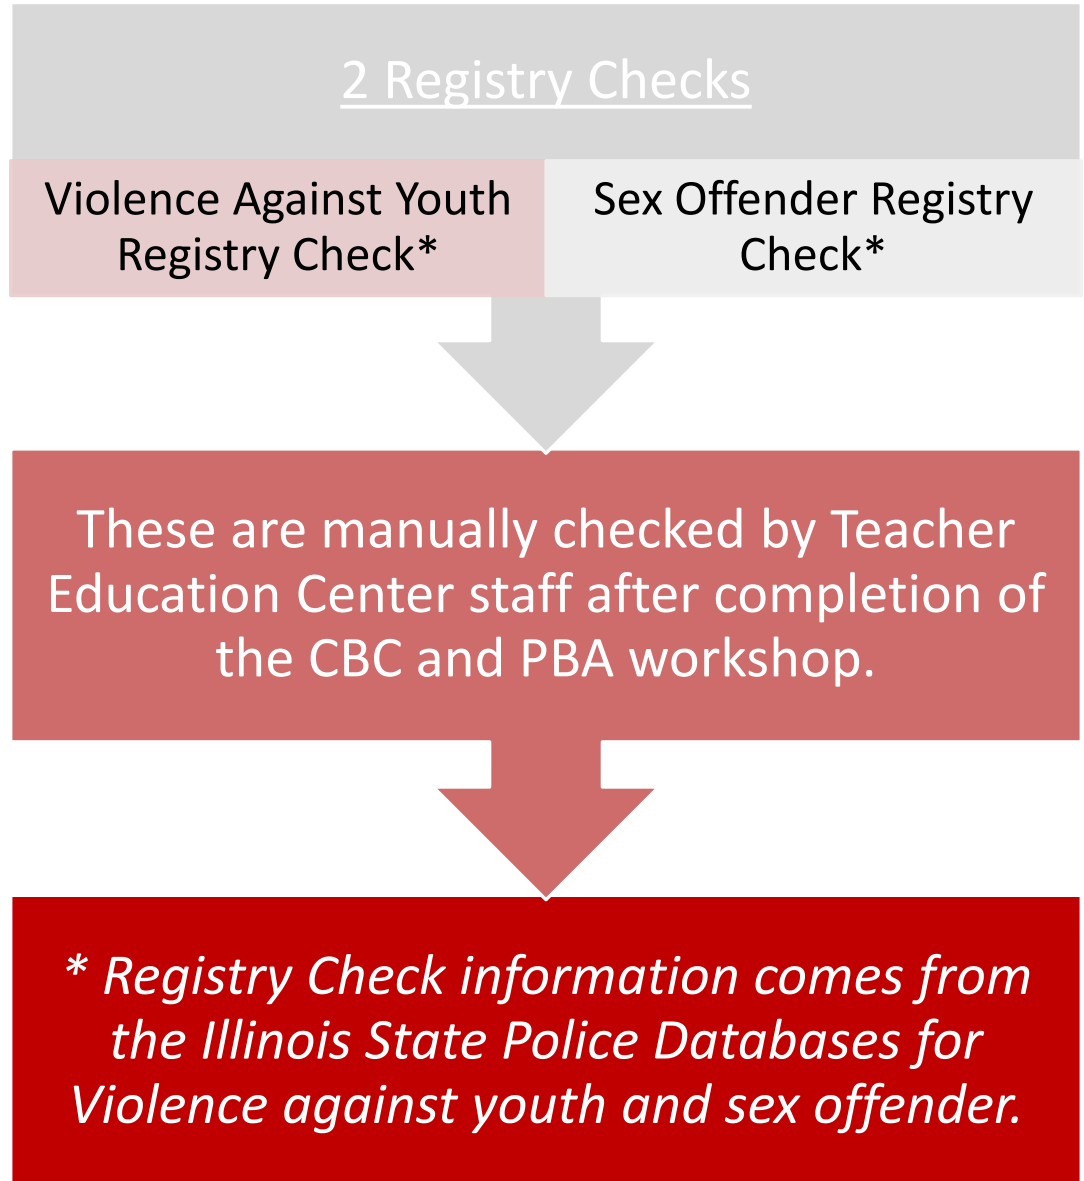 2 Registry Checks
Violence Against Youth
Registry Check*
Sex Offender Registry
Check*
These are manually checked by Teacher
Education Center staff after completion of
the CBC and PBA workshop.
* Registry Check information comes from
the Illinois State Police Databases for
Violence against youth and sex offender.